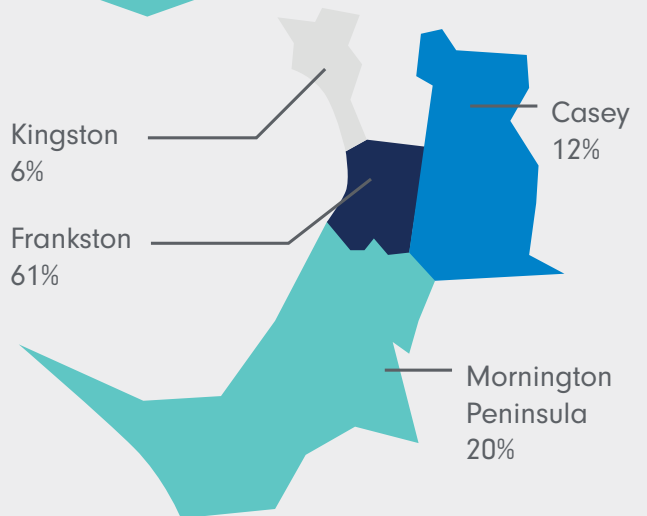 Kingston
6%
Frankston
61%
Casey
12%
Mornington
Peninsula
20%